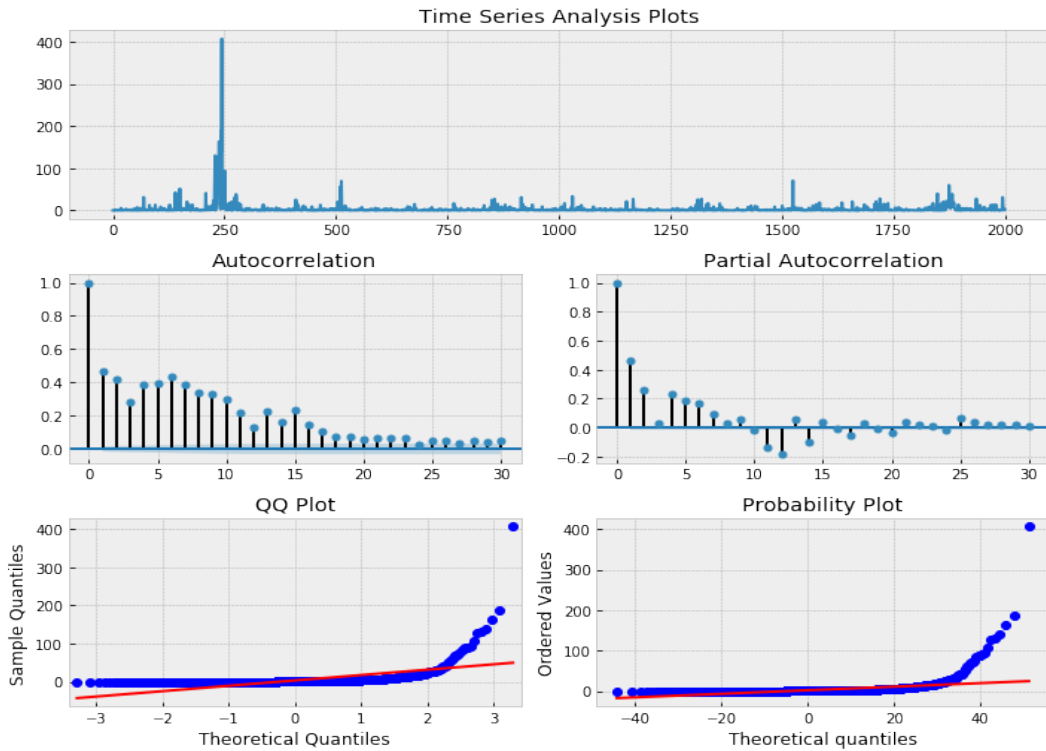 Time Series Analysis Plots
400
300
200
100
0
0 250 500 750 1000 1250 1500 1750 2000
Autocorrelation
1.0
0.8
0.6
0.4
0.2
0.0
0 5 10 15 20 25 30
Partial Autocorrelation
1.0
0.8
0.6
0.4
0.2
0.0
−0.2
0 5 10 15 20 25 30
QQ Plot
Sample Quantiles
400
300
200
100
0
−3 −2 −1 0 1 2 3
Theoretical Quantiles
Probability Plot
Ordered Values
400
300
200
100
0
−40 −20 0 20 40
Theoretical quantiles